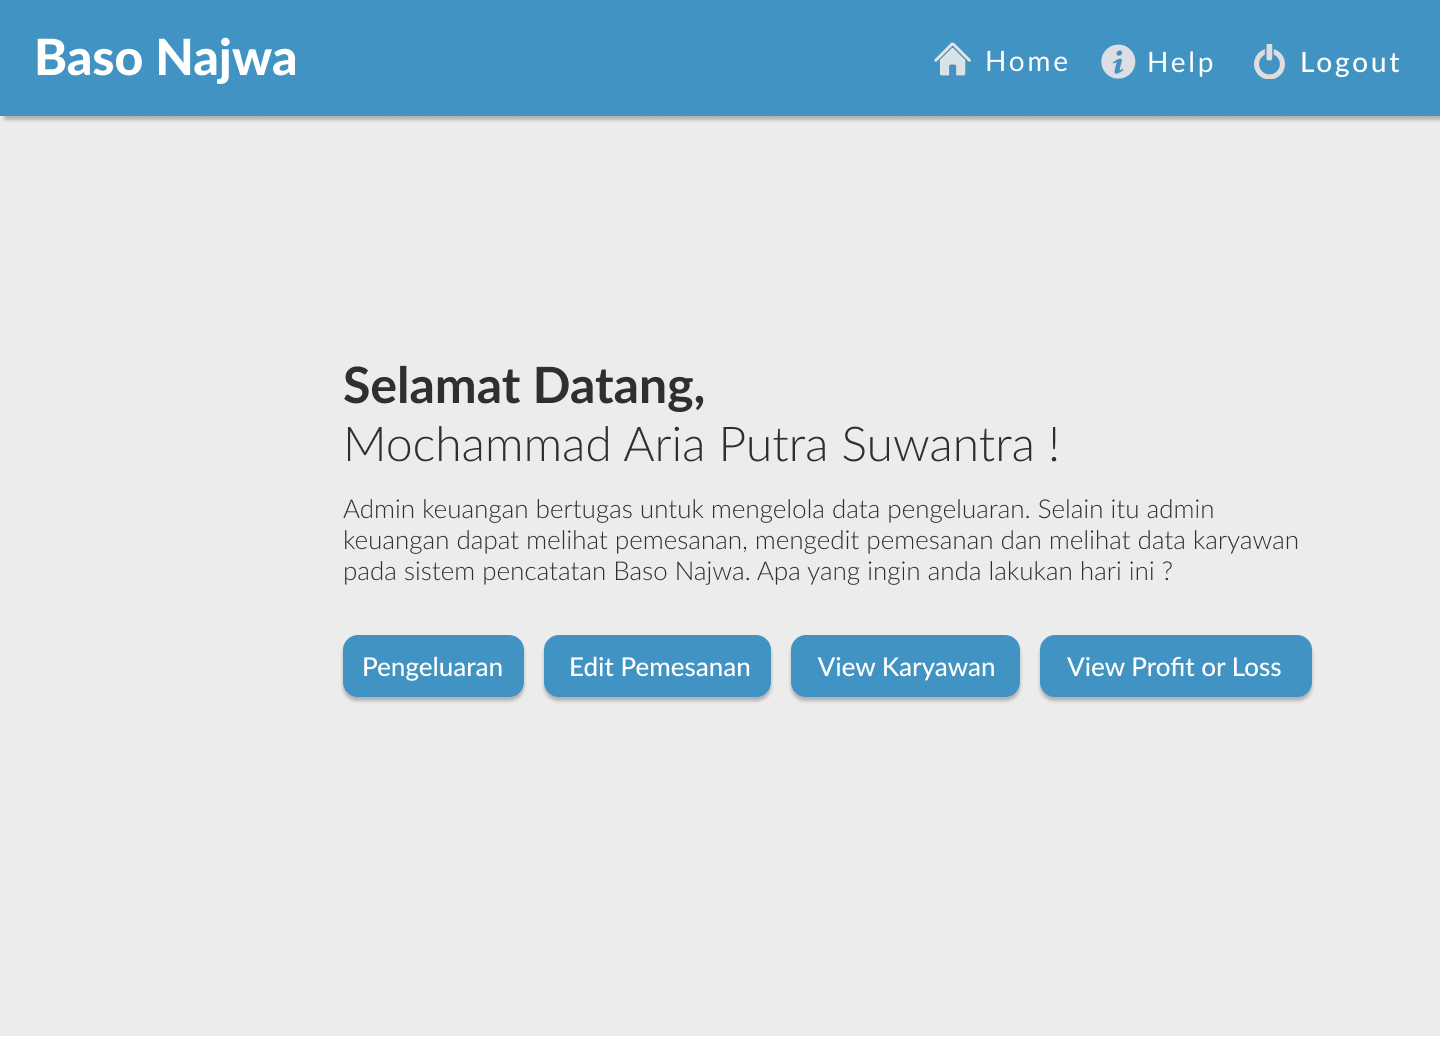 Baso Najwa
Home
Help
Logout
Selamat Datang,
Mochammad Aria Putra Suwantra !
Admin keuangan bertugas untuk mengelola data pengeluaran. Selain itu admin
keuangan dapat melihat pemesanan, mengedit pemesanan dan melihat data karyawan
pada sistem pencatatan Baso Najwa. Apa yang ingin anda lakukan hari ini ?
Pengeluaran
Edit Pemesanan
View Karyawan
View Profit or Loss